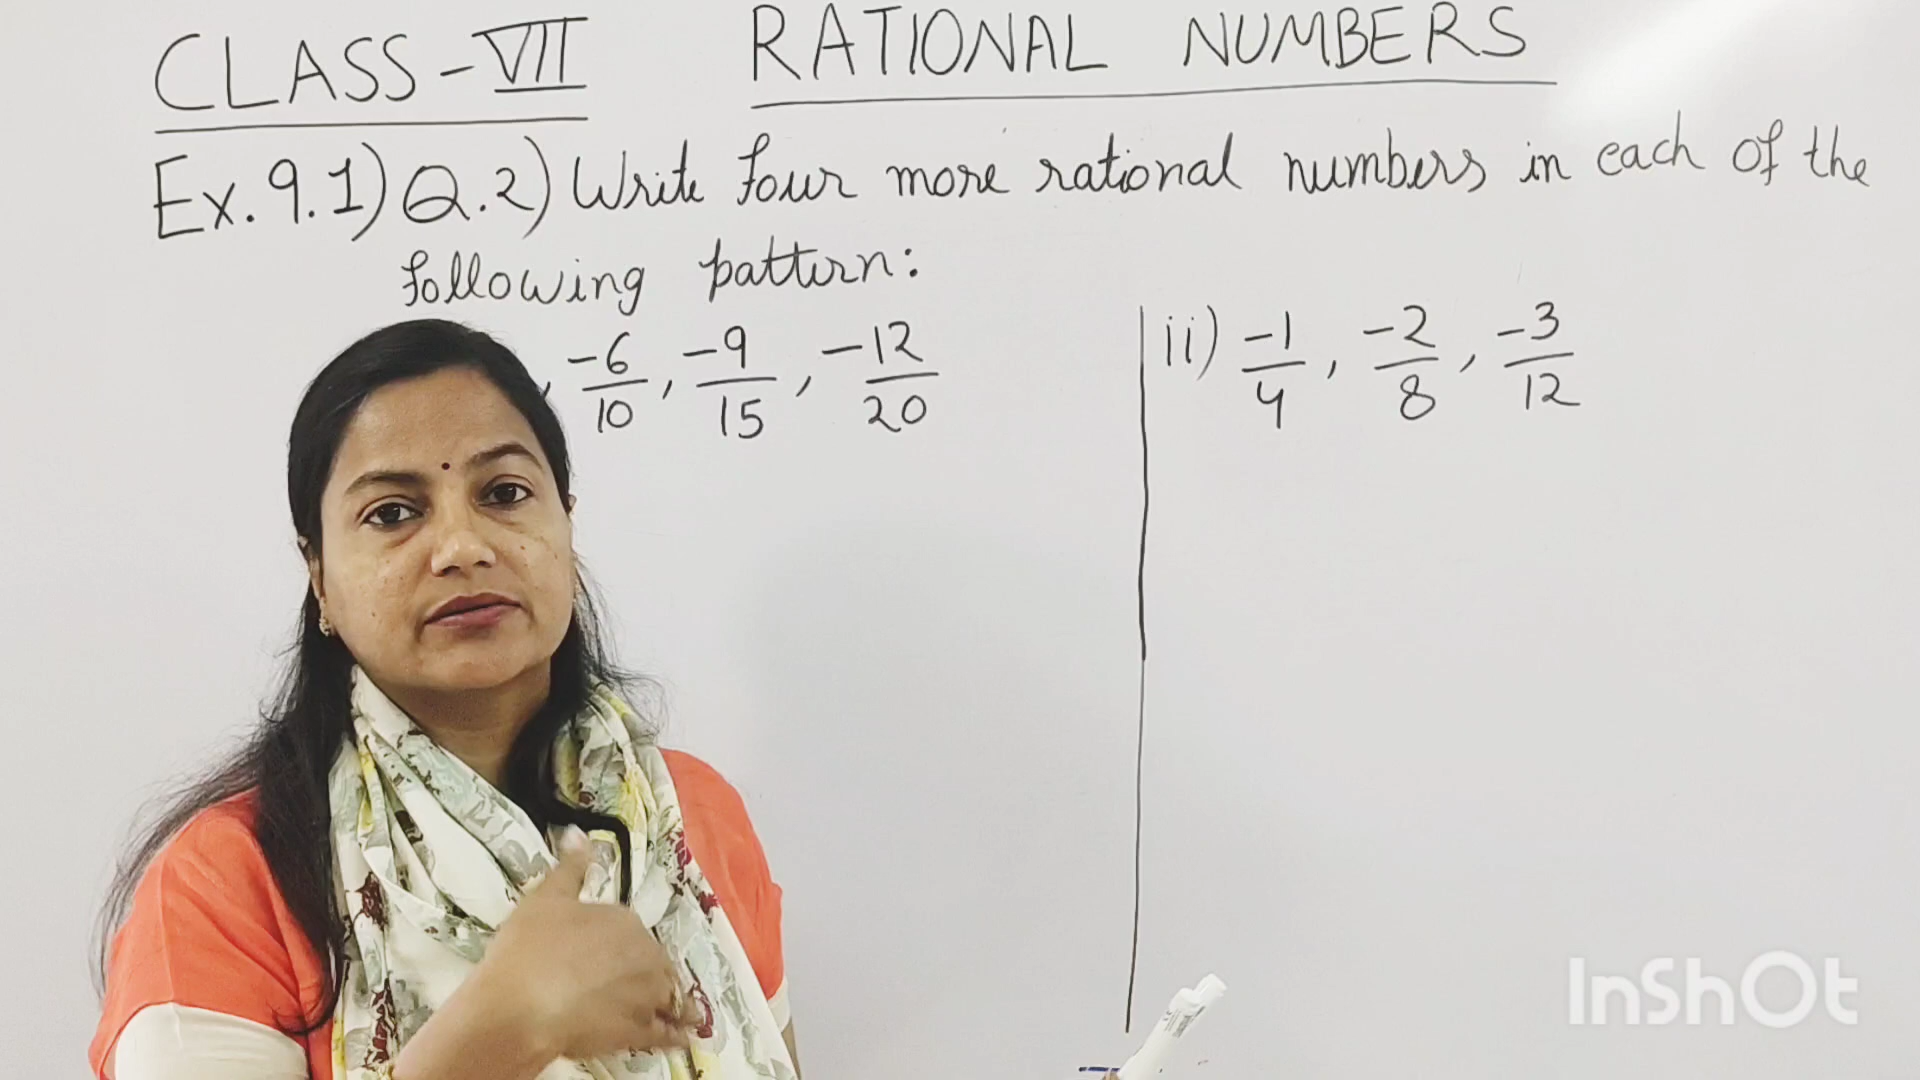 CLASS-VII RATIONAL NUMBERS
Ex.9.1) Q.2) Write four more rational numbers in each of the
following pattern:
, -6/10, -9/15, -12/20 ii) -1/4, -2/8, -3/12
InShOt